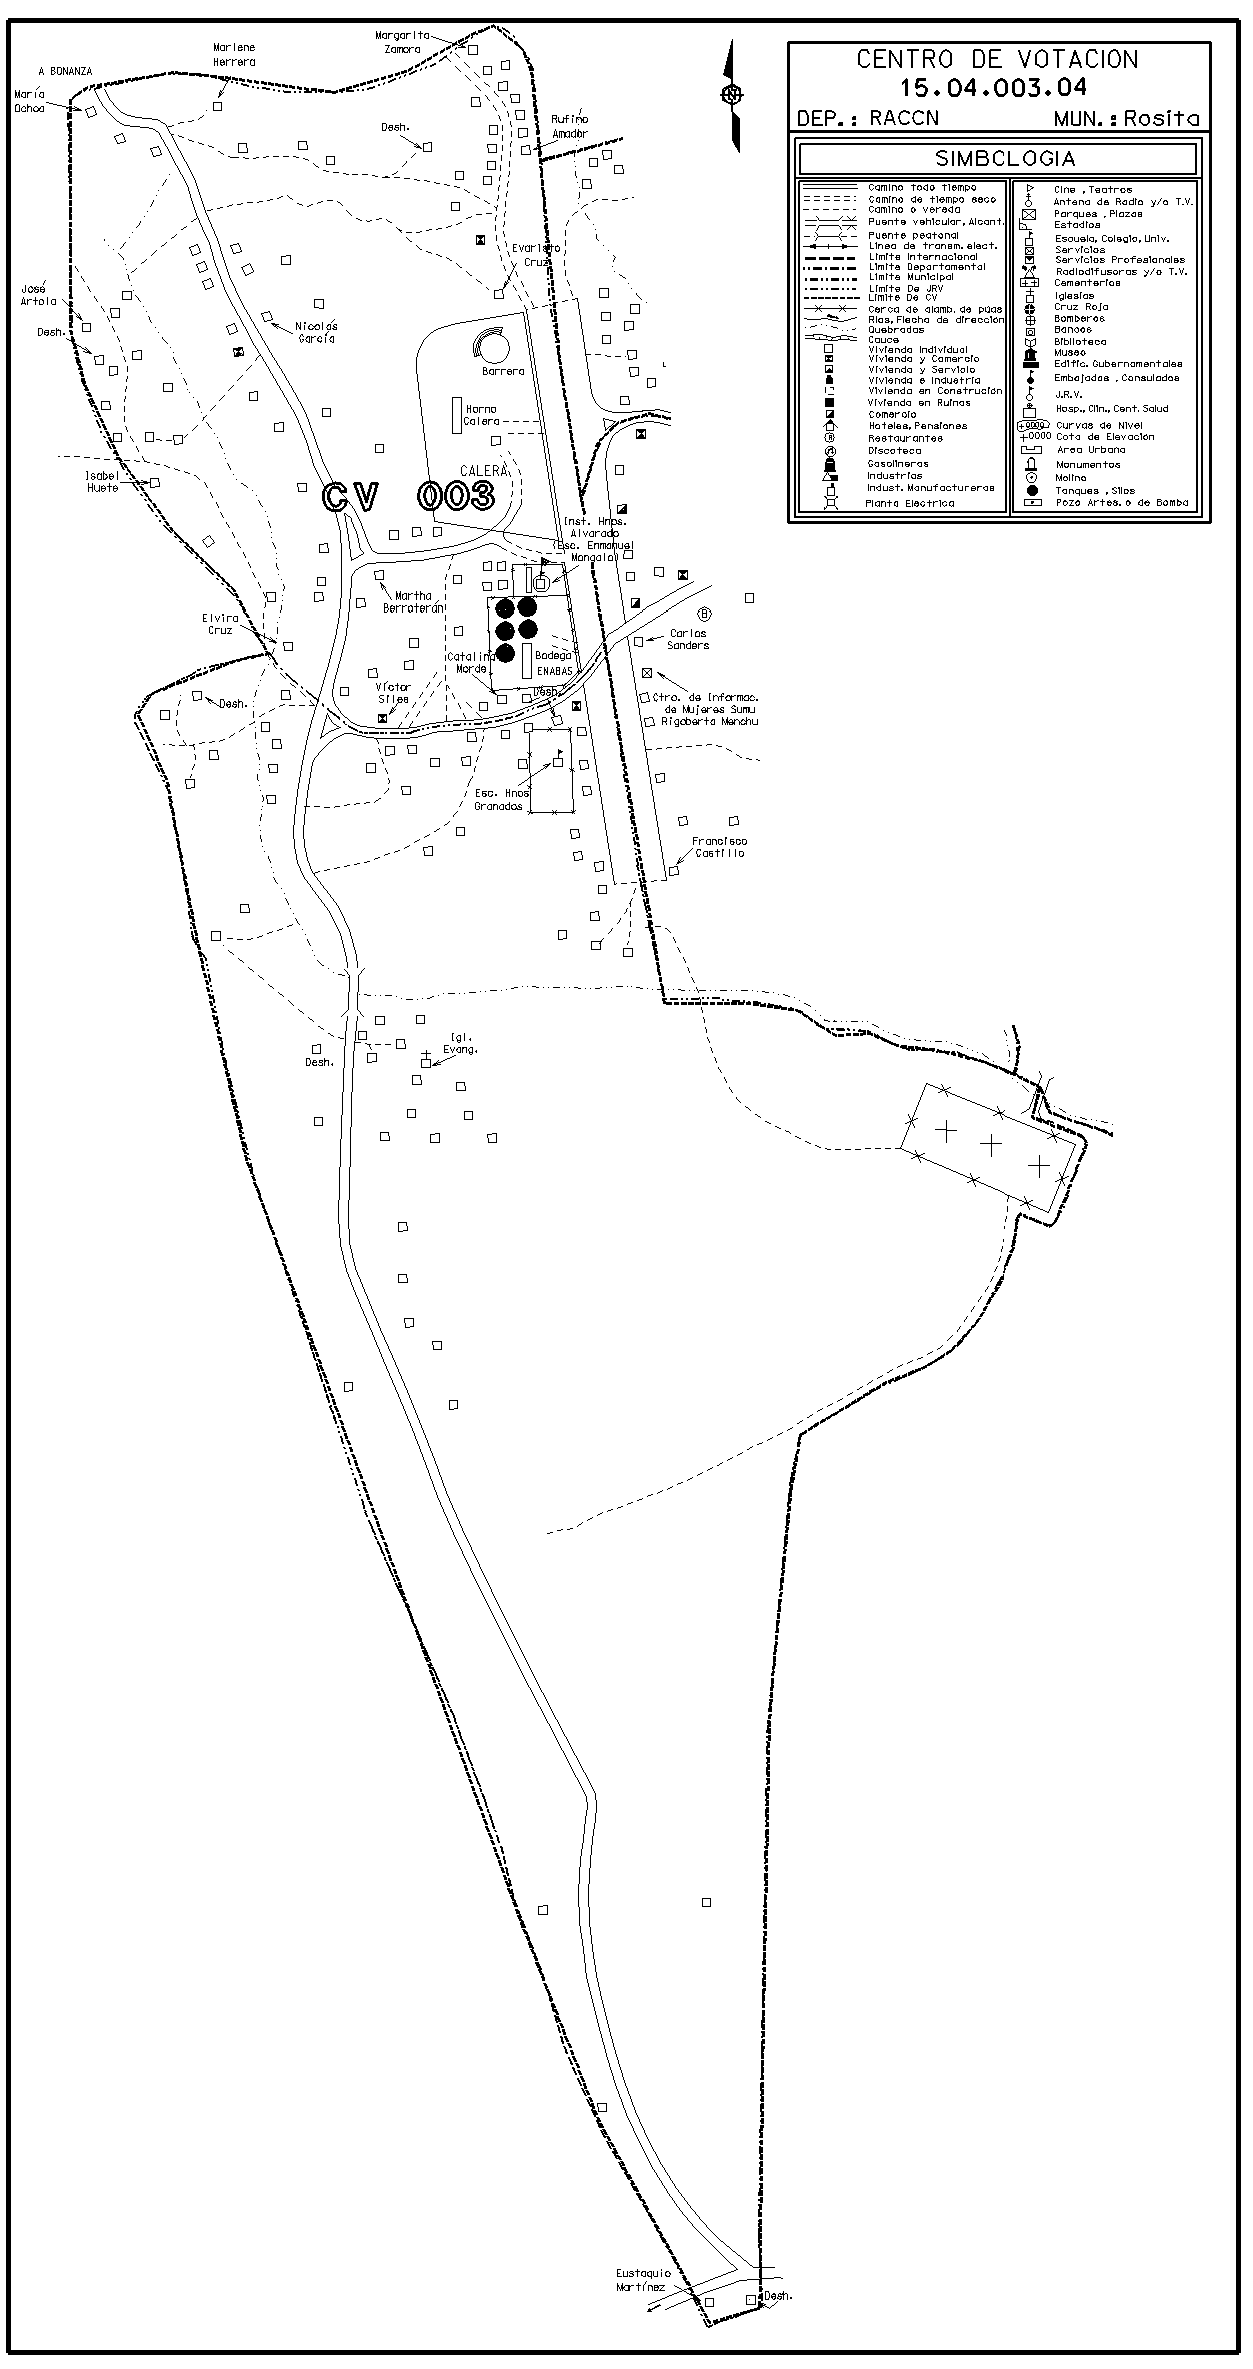 CENTRO DE VOTACION
15.04.003.04
DEP.: RACCN
MUN.: Rosita
SIMBCLOGIA
Camino todo tiempo
Camino de tiempo seco
Camino o vereda
Puente vehicular, Alcant.
Puente peatonal
Linea de transm. elect.
Limite Internacional
Limite Departamental
Limite Municipal
Limite De JRV
Limite De CV
Cerca de alamb. de púas
Rios, Flecha de dirección
Quebradas
Cauce
Vivienda Individual
Vivienda y Comercio
Vivienda y Servicio
Vivienda e Industria
Vivienda en Construción
Vivienda en Ruinas
Comercio
Hoteles, Pensiones
Restaurantes
Discoteca
Gasolineras
Industrias
Indust. Manufactureras
Planta Electrica
Cine , Teatros
Antena de Radio y/o T.V.
Parques , Plazas
Estadios
Escuela, Colegio, Univ.
Servicios
Servicios Profesionales
Radiodifusoras y/o T.V.
Cementerios
Iglesias
Cruz Roja
Bomberos
Bancos
Biblioteca
Museo
Edific. Gubernamentales
Embajadas , Consulados
J.R.V.
Hosp., Clin., Cent. Salud
Curvas de Nivel
+0000 Cota de Elevación
Area Urbana
Monumentos
Molino
Tanques , Silos
Pozo Artes. o de Bomba
Margarita
Zamora
Marlene
Herrera
A BONANZA
María
Ochoa
Desh.
Rufino
Amador
Evaristo
Cruz
José
Artola
Desh.
Nicolás
García
Barrera
Horno
Calera
CALERA
Isabel
Huete
CV 003
Inst. Hnos.
Alvarado
(Esc. Enmanuel
Mongalo)
Martha
Berroterán
Elvira
Cruz
B
Carlos
Sanders
Catalina
Morde
Bodega
ENABAS
Desh.
Víctor
Siles
Desh.
Ctro. de Informac.
de Mujeres Sumu
Rigoberta Menchu
Esc. Hnos
Granados
Francisco
Castillo
Igl.
Evang.
Desh.
Eustaquio
Martínez
Desh.